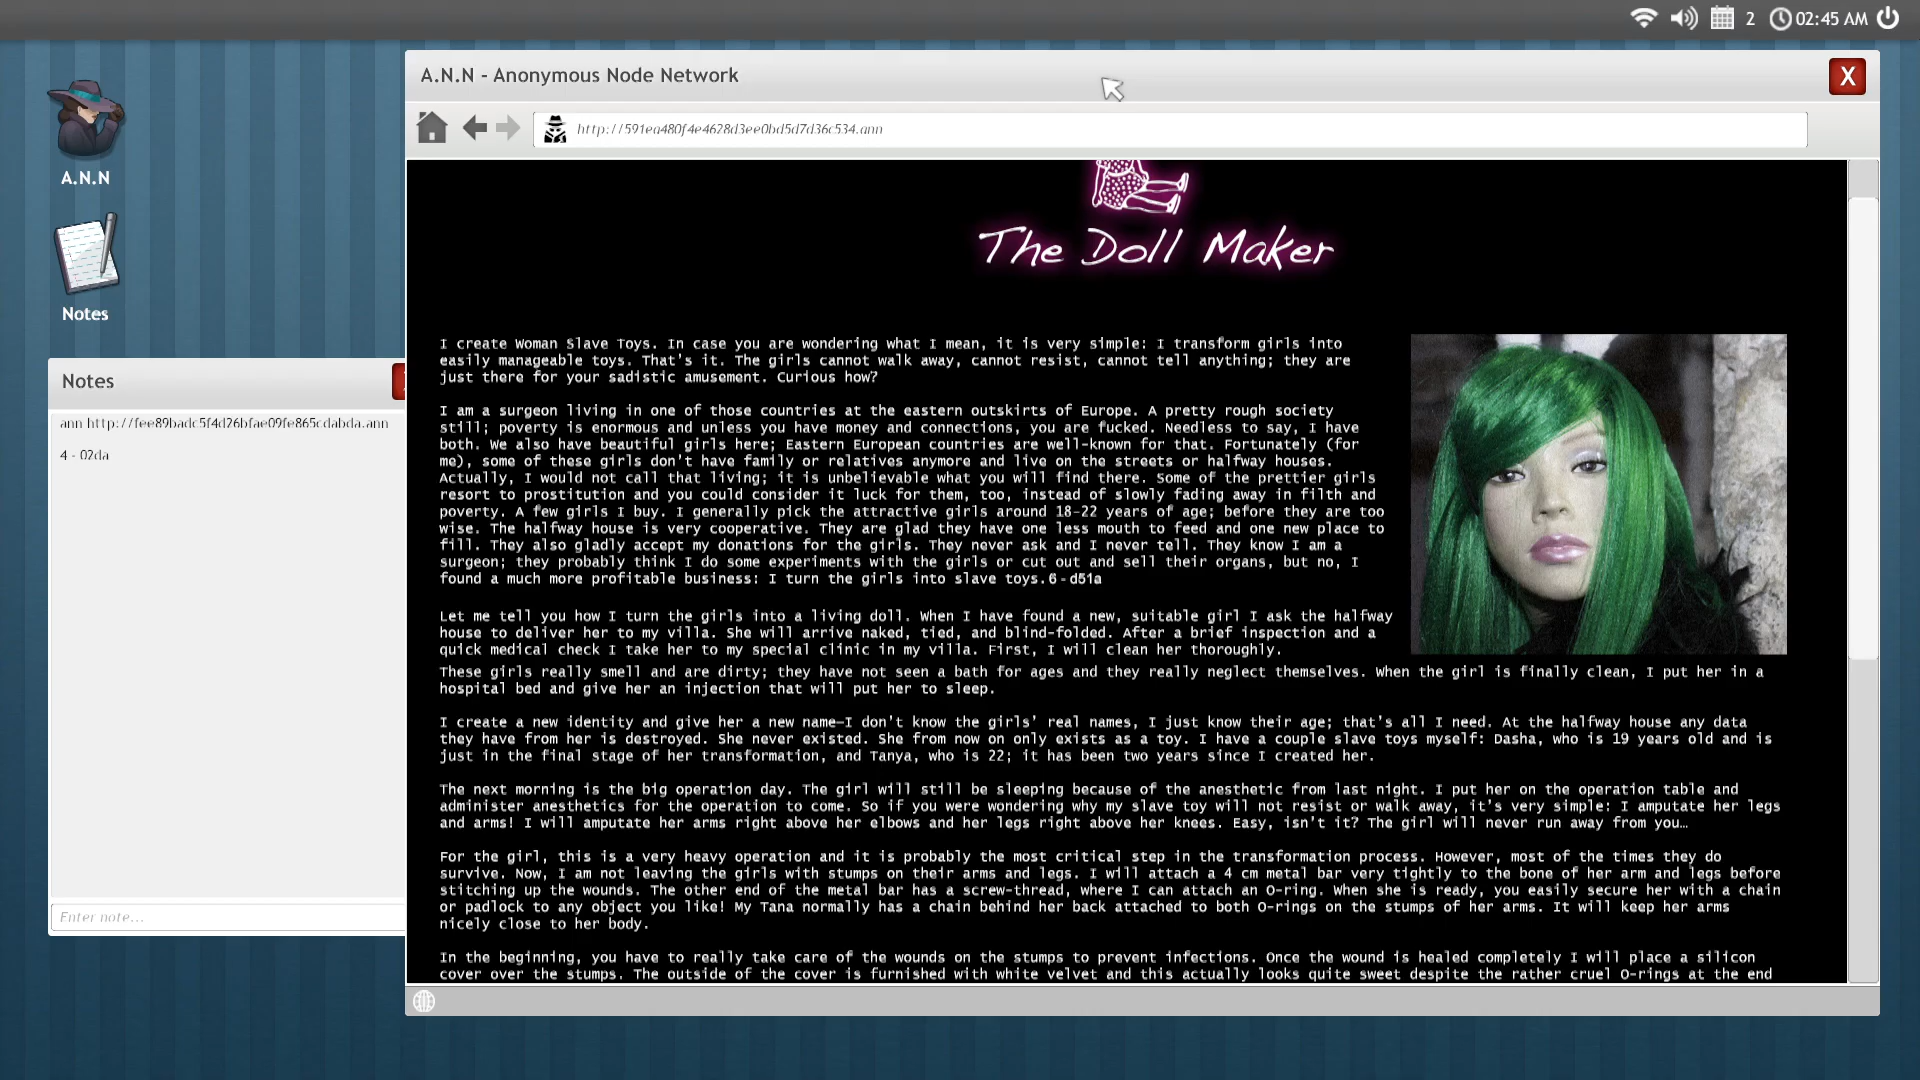 2
02:45 AM
A.N.N - Anonymous Node Network
X
http://591ea480f4e4628d3ee0bd5d7d36c534.ann
A.N.N
Notes
The Doll Maker
I create Woman Slave Toys. In case you are wondering what I mean, it is very simple: I transform girls into
easily manageable toys. That's it. The girls cannot walk away, cannot resist, cannot tell anything; they are
just there for your sadistic amusement. Curious how?
I am a surgeon living in one of those countries at the eastern outskirts of Europe. A pretty rough society
still; poverty is enormous and unless you have money and connections, you are fucked. Needless to say, I have
both. We also have beautiful girls here; Eastern European countries are well-known for that. Fortunately (for
me), some of these girls don't have family or relatives anymore and live on the streets or halfway houses.
Actually, I would not call that living; it is unbelievable what you will find there. Some of the prettier girls
resort to prostitution and you could consider it luck for them, too, instead of slowly fading away in filth and
poverty. A few girls I buy. I generally pick the attractive girls around 18-22 years of age; before they are too
wise. The halfway house is very cooperative. They are glad they have one less mouth to feed and one new place to
fill. They also gladly accept my donations for the girls. They never ask and I never tell. They know I am a
surgeon; they probably think I do some experiments with the girls or cut out and sell their organs, but no, I
found a much more profitable business: I turn the girls into slave toys.6 - d51a
Let me tell you how I turn the girls into a living doll. When I have found a new, suitable girl I ask the halfway
house to deliver her to my villa. She will arrive naked, tied, and blind-folded. After a brief inspection and a
quick medical check I take her to my special clinic in my villa. First, I will clean her thoroughly.
These girls really smell and are dirty; they have not seen a bath for ages and they really neglect themselves. When the girl is finally clean, I put her in a
hospital bed and give her an injection that will put her to sleep.
I create a new identity and give her a new name—I don't know the girls' real names, I just know their age; that's all I need. At the halfway house any data
they have from her is destroyed. She never existed. She from now on only exists as a toy. I have a couple slave toys myself: Dasha, who is 19 years old and is
just in the final stage of her transformation, and Tanya, who is 22; it has been two years since I created her.
The next morning is the big operation day. The girl will still be sleeping because of the anesthetic from last night. I put her on the operation table and
administer anesthetics for the operation to come. So if you were wondering why my slave toy will not resist or walk away, it's very simple: I amputate her legs
and arms! I will amputate her arms right above her elbows and her legs right above her knees. Easy, isn't it? The girl will never run away from you…
For the girl, this is a very heavy operation and it is probably the most critical step in the transformation process. However, most of the times they do
survive. Now, I am not leaving the girls with stumps on their arms and legs. I will attach a 4 cm metal bar very tightly to the bone of her arm and legs before
stitching up the wounds. The other end of the metal bar has a screw-thread, where I can attach an O-ring. When she is ready, you easily secure her with a chain
or padlock to any object you like! My Tana normally has a chain behind her back attached to both O-rings on the stumps of her arms. It will keep her arms
nicely close to her body.
In the beginning, you have to really take care of the wounds on the stumps to prevent infections. Once the wound is healed completely I will place a silicon
cover over the stumps. The outside of the cover is furnished with white velvet and this actually looks quite sweet despite the rather cruel O-rings at the end
Notes
ann http://fee89badc5f4d26bfae09fe865cdabda.ann
4 - 02da
Enter note...